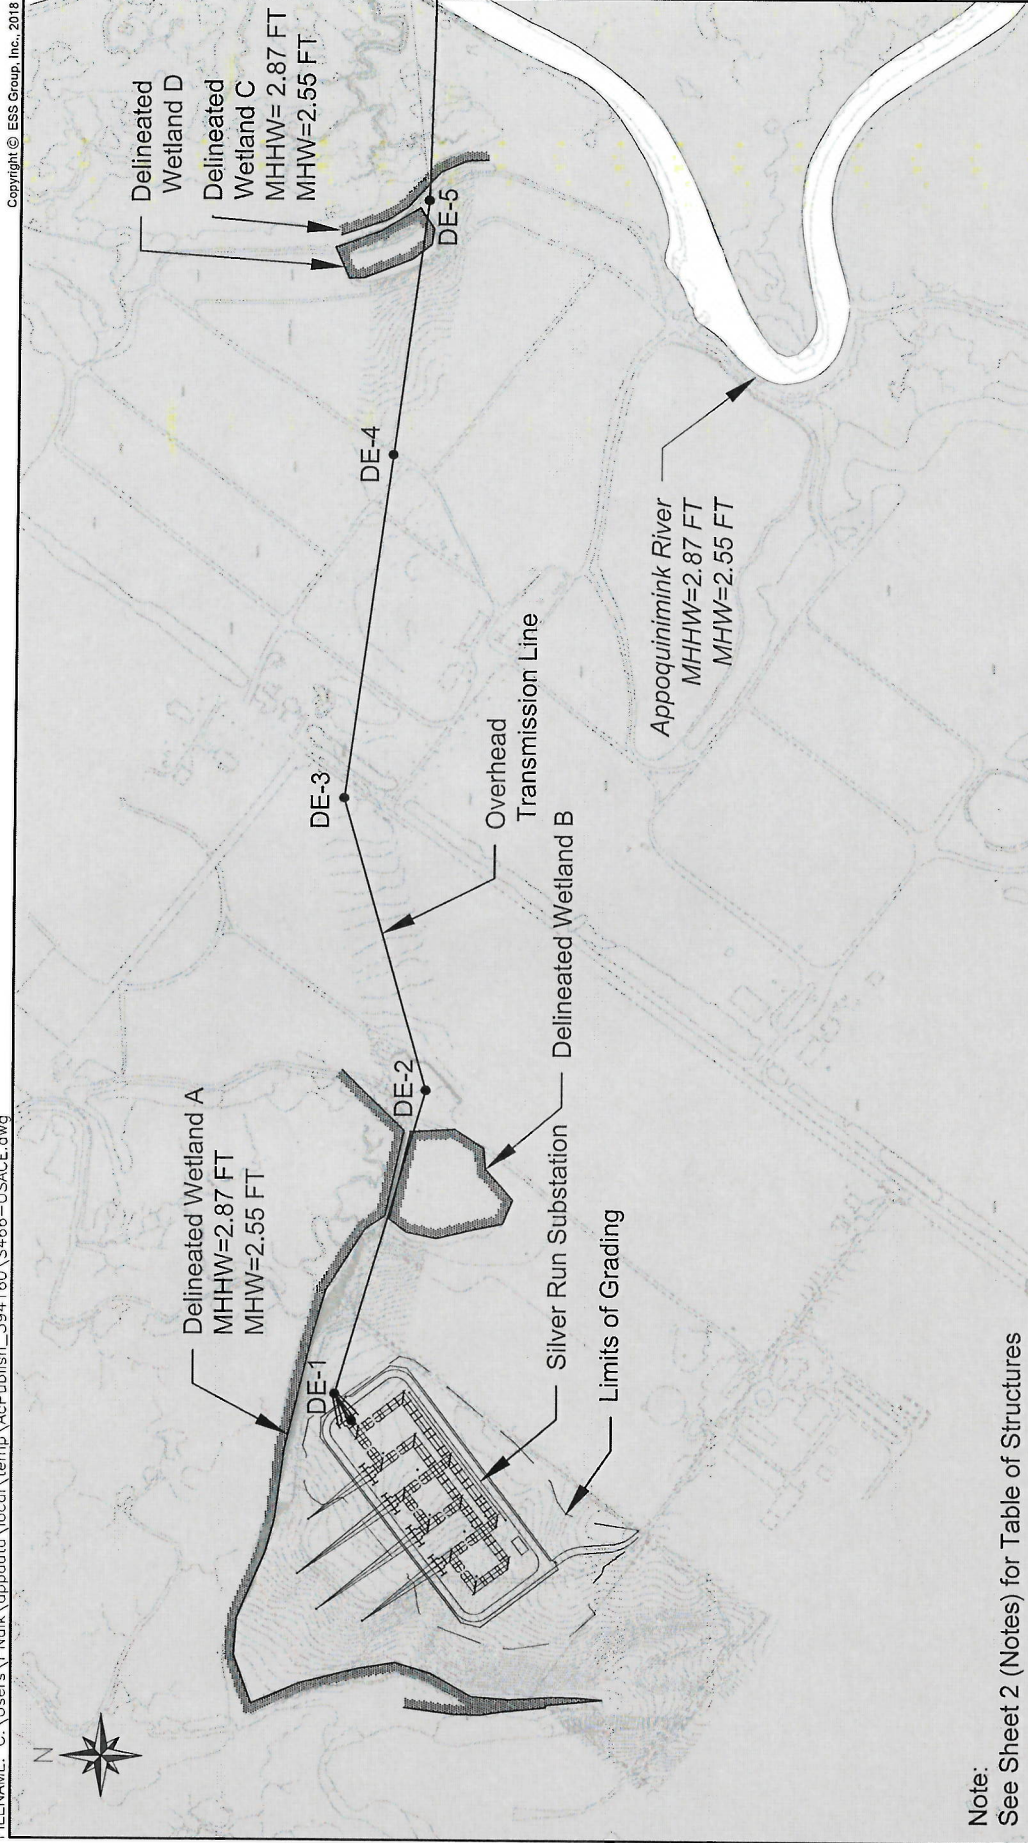 Copyright © ESS Group, Inc., 2018
N
Delineated Wetland A
MHHW=2.87 FT
MHW=2.55 FT
DE-1
DE-2
DE-3
DE-4
DE-5
Delineated
Wetland D
Delineated
Wetland C
MHHW= 2.87 FT
MHW=2.55 FT
Overhead
Transmission Line
Delineated Wetland B
Silver Run Substation
Limits of Grading
Appoquinimink River
MHHW=2.87 FT
MHW=2.55 FT
Note:
See Sheet 2 (Notes) for Table of Structures